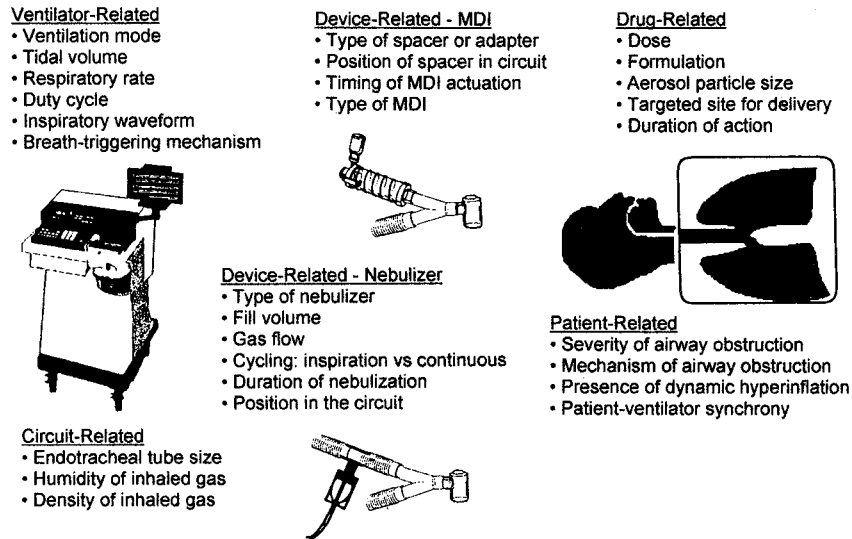 Ventilator-Related
• Ventilation mode
• Tidal volume
• Respiratory rate
• Duty cycle
• Inspiratory waveform
• Breath-triggering mechanism
Device-Related - MDI
• Type of spacer or adapter
• Position of spacer in circuit
• Timing of MDI actuation
• Type of MDI
Drug-Related
• Dose
• Formulation
• Aerosol particle size
• Targeted site for delivery
• Duration of action
Device-Related - Nebulizer
• Type of nebulizer
• Fill volume
• Gas flow
• Cycling: inspiration vs continuous
• Duration of nebulization
• Position in the circuit
Patient-Related
• Severity of airway obstruction
• Mechanism of airway obstruction
• Presence of dynamic hyperinflation
• Patient-ventilator synchrony
Circuit-Related
• Endotracheal tube size
• Humidity of inhaled gas
• Density of inhaled gas